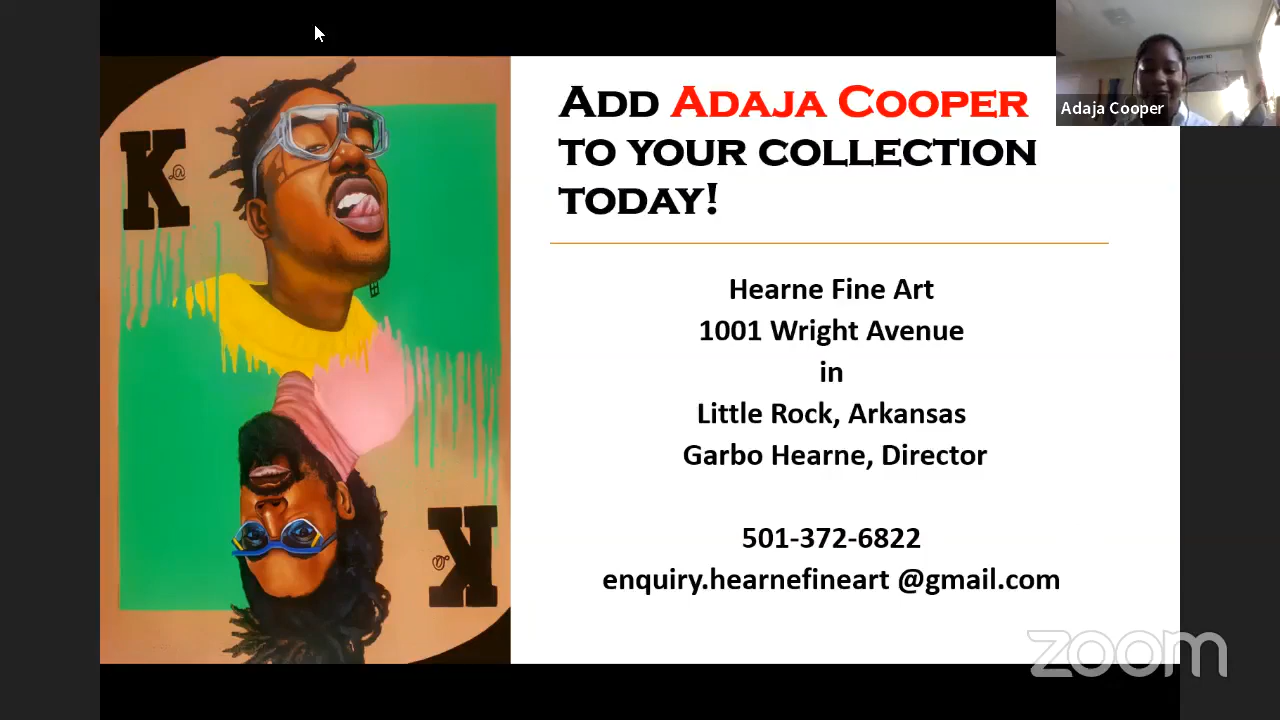 K
K
Add Adaja Cooper
to your collection
today!
Hearne Fine Art
1001 Wright Avenue
in
Little Rock, Arkansas
Garbo Hearne, Director
501-372-6822
enquiry.hearnefineart @gmail.com
Adaja Cooper
zoom